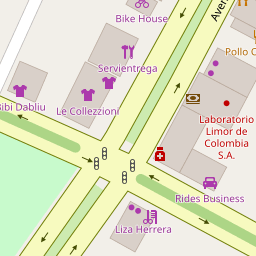 Bike House
Aven
Servientrega
Pollo C
Bibi Dabliu
Le Collezzioni
Laboratorio
Limor de
Colombia
S.A.
Rides Business
Liza Herrera